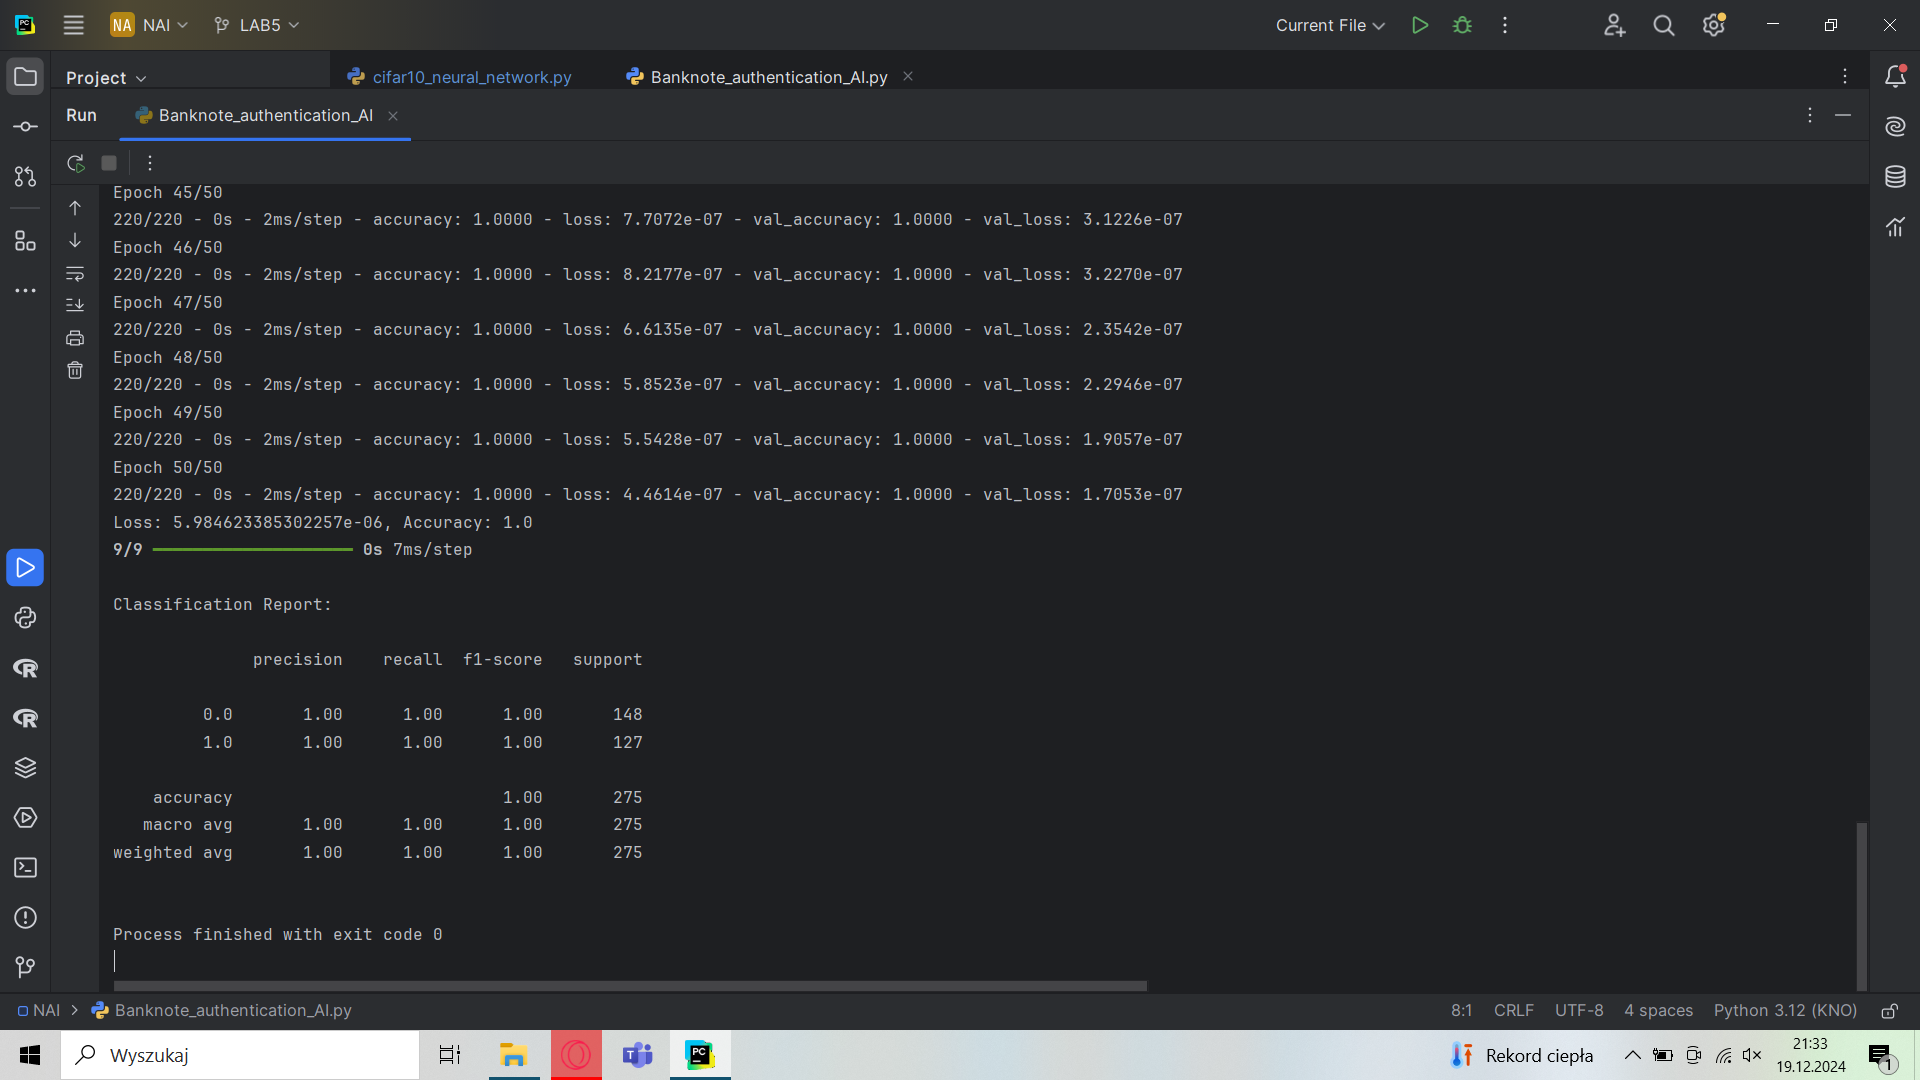 NA NAI LAB5 Current File
Project cifar10_neural_network.py Banknote_authentication_AI.py
Run Banknote_authentication_AI
Epoch 45/50
220/220 - 0s - 2ms/step - accuracy: 1.0000 - loss: 7.7072e-07 - val_accuracy: 1.0000 - val_loss: 3.1226e-07
Epoch 46/50
220/220 - 0s - 2ms/step - accuracy: 1.0000 - loss: 8.2177e-07 - val_accuracy: 1.0000 - val_loss: 3.2270e-07
Epoch 47/50
220/220 - 0s - 2ms/step - accuracy: 1.0000 - loss: 6.6135e-07 - val_accuracy: 1.0000 - val_loss: 2.3542e-07
Epoch 48/50
220/220 - 0s - 2ms/step - accuracy: 1.0000 - loss: 5.8523e-07 - val_accuracy: 1.0000 - val_loss: 2.2946e-07
Epoch 49/50
220/220 - 0s - 2ms/step - accuracy: 1.0000 - loss: 5.5428e-07 - val_accuracy: 1.0000 - val_loss: 1.9057e-07
Epoch 50/50
220/220 - 0s - 2ms/step - accuracy: 1.0000 - loss: 4.4614e-07 - val_accuracy: 1.0000 - val_loss: 1.7053e-07
Loss: 5.984623385302257e-06, Accuracy: 1.0
9/9 ━━━━━━━━━━━━━━━━━━━━ 0s 7ms/step
Classification Report:
precision recall f1-score support
0.0 1.00 1.00 1.00 148
1.0 1.00 1.00 1.00 127
accuracy 1.00 275
macro avg 1.00 1.00 1.00 275
weighted avg 1.00 1.00 1.00 275
Process finished with exit code 0
NAI > Banknote_authentication_AI.py 8:1 CRLF UTF-8 4 spaces Python 3.12 (KNO)
Wyszukaj Rekord ciepła 21:33
19.12.2024 1